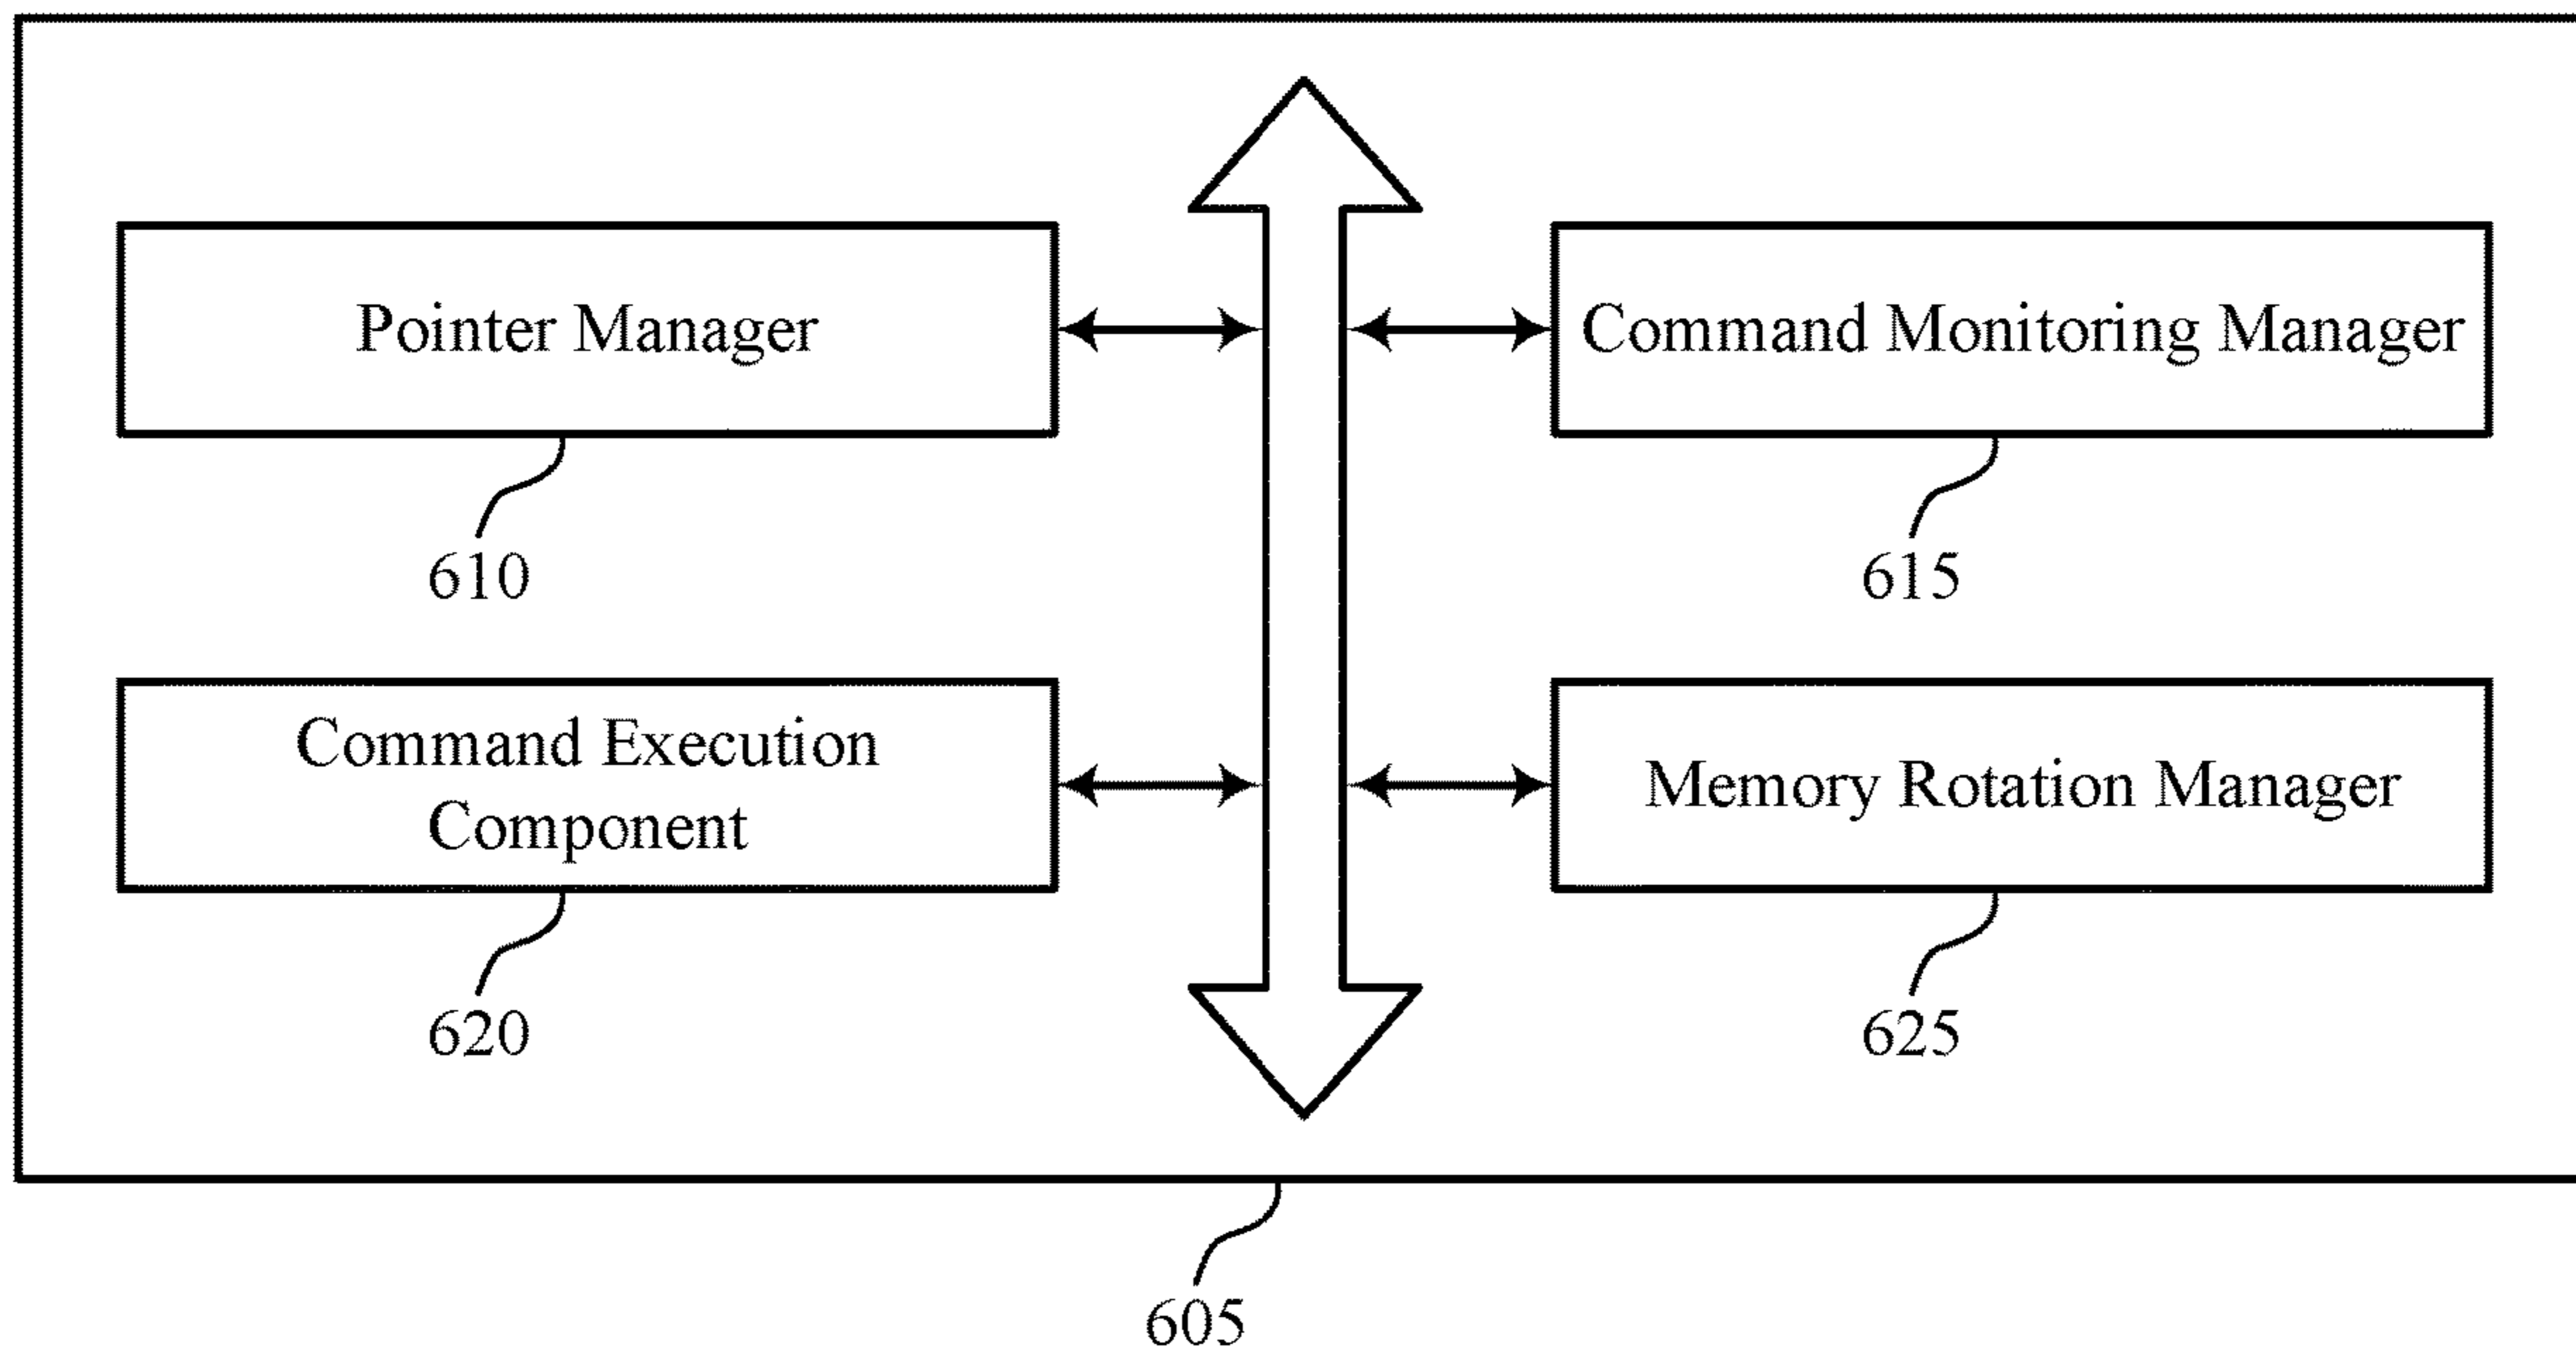 Pointer Manager
Command Monitoring Manager
610
615
Command Execution
Component
Memory Rotation Manager
620
625
605